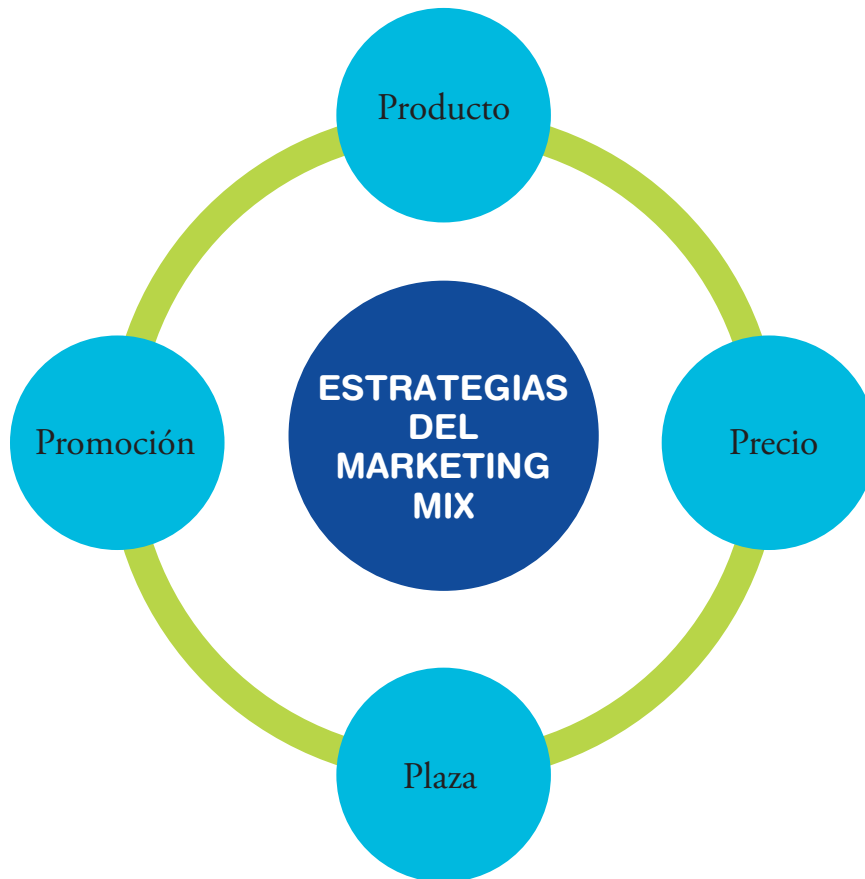 Producto
ESTRATEGIAS
DEL
MARKETING
MIX
Promoción
Precio
Plaza